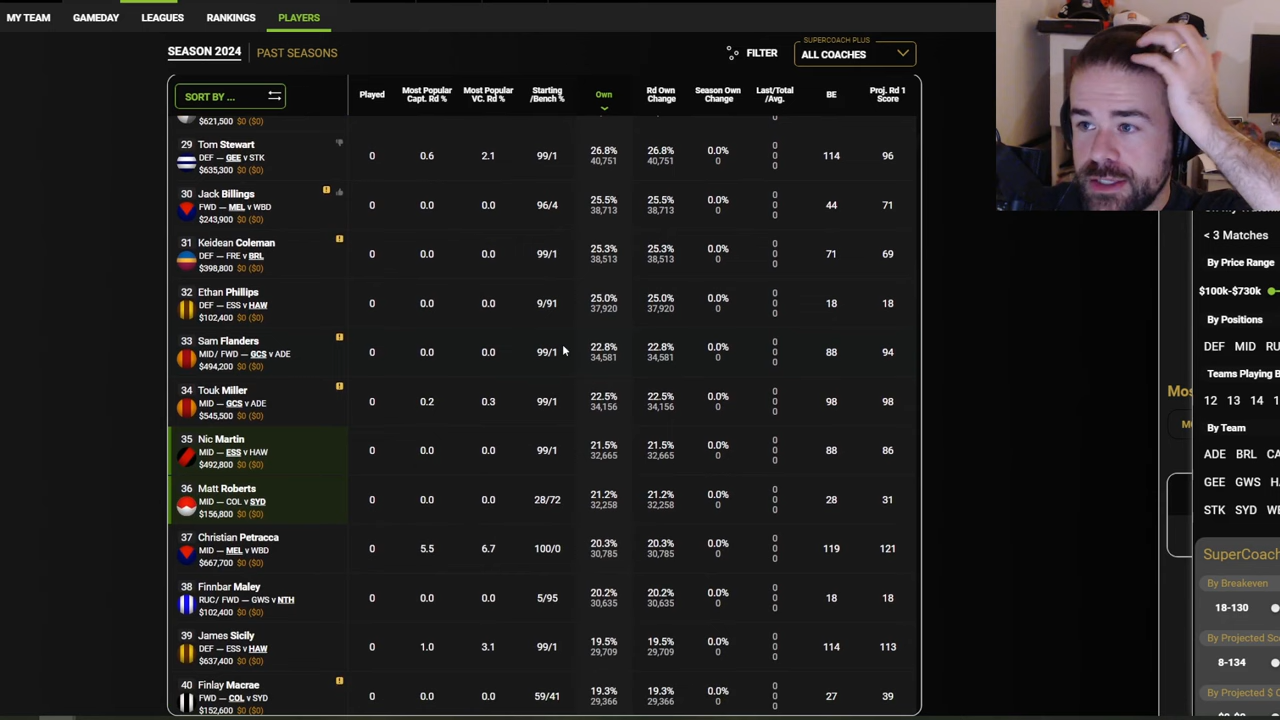 MY TEAM GAMEDAY LEAGUES RANKINGS PLAYERS
SEASON 2024 PAST SEASONS FILTER SUPERCOACH PLUS ALL COACHES
SORT BY ... Played Most Popular Capt. Rd % Most Popular VC. Rd % Starting /Bench % Own Rd Own Change Season Own Change Last/Total /Avg. BE Proj. Rd 1 Score
$621,500 $0 ($0)
29 Tom Stewart
DEF — GEE v STK 0 0.6 2.1 99/1 26.8% 40,751 26.8% 40,751 0.0% 0 0 0 0 114 96
$635,300 $0 ($0)
30 Jack Billings
FWD — MEL v WBD 0 0.0 0.0 96/4 25.5% 38,713 25.5% 38,713 0.0% 0 0 0 0 44 71
$243,900 $0 ($0)
31 Keidean Coleman
DEF — FRE v BRL 0 0.0 0.0 99/1 25.3% 38,513 25.3% 38,513 0.0% 0 0 0 0 71 69
$398,800 $0 ($0)
32 Ethan Phillips
DEF — ESS v HAW 0 0.0 0.0 9/91 25.0% 37,920 25.0% 37,920 0.0% 0 0 0 0 18 18
$102,400 $0 ($0)
33 Sam Flanders
MID/ FWD — GCS v ADE 0 0.0 0.0 99/1 22.8% 34,581 22.8% 34,581 0.0% 0 0 0 0 88 94
$494,200 $0 ($0)
34 Touk Miller
MID — GCS v ADE 0 0.2 0.3 99/1 22.5% 34,156 22.5% 34,156 0.0% 0 0 0 0 98 98
$545,500 $0 ($0)
35 Nic Martin
MID — ESS v HAW 0 0.0 0.0 99/1 21.5% 32,665 21.5% 32,665 0.0% 0 0 0 0 88 86
$492,800 $0 ($0)
36 Matt Roberts
MID — COL v SYD 0 0.0 0.0 28/72 21.2% 32,258 21.2% 32,258 0.0% 0 0 0 0 28 31
$156,800 $0 ($0)
37 Christian Petracca
MID — MEL v WBD 0 5.5 6.7 100/0 20.3% 30,785 20.3% 30,785 0.0% 0 0 0 0 119 121
$667,700 $0 ($0)
38 Finnbar Maley
RUC/ FWD — GWS v NTH 0 0.0 0.0 5/95 20.2% 30,635 20.2% 30,635 0.0% 0 0 0 0 18 18
$102,400 $0 ($0)
39 James Sicily
DEF — ESS v HAW 0 1.0 3.1 99/1 19.5% 29,709 19.5% 29,709 0.0% 0 0 0 0 114 113
$637,400 $0 ($0)
40 Finlay Macrae
FWD — COL v SYD 0 0.0 0.0 59/41 19.3% 29,366 19.3% 29,366 0.0% 0 0 0 0 27 39
$152,600 $0 ($0)
< 3 Matches
By Price Range
$100k-$730k
By Positions
DEF MID
Teams Playing
12 13 14
By Team
ADE BRL
GEE GWS
STK SYD
SuperCoach
By Breakeven
18-130
By Projected
8-134
By Projected $